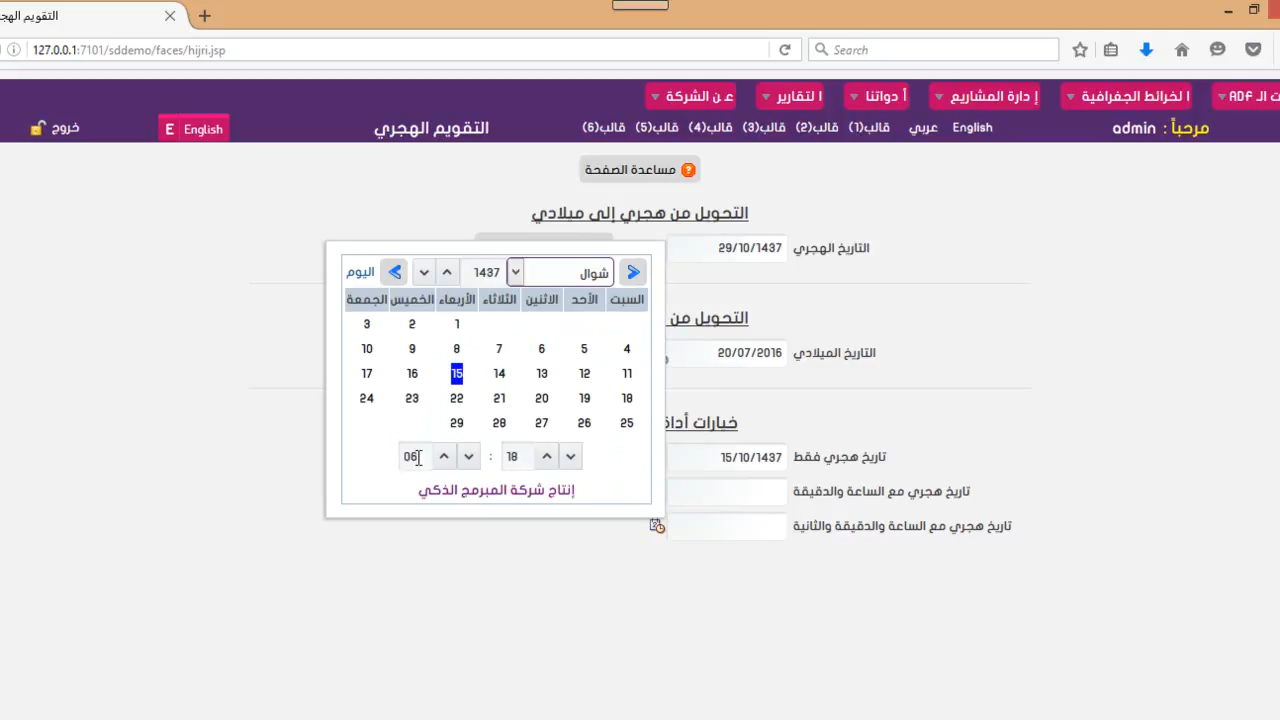 التقويم الهج
127.0.0.1:7101/sddemo/faces/hijri.jsp
Search
ت الـ ADF
الخرائط الجغرافية
إدارة المشاريع
أدواتنا
التقارير
عن الشركة
مرحباً : admin
English عربي قالب(1) قالب(2) قالب(3) قالب(4) قالب(5) قالب(6)
التقويم الهجري
English E
خروج
مساعدة الصفحة
التحويل من هجري إلى ميلادي
التاريخ الهجري 29/10/1437
شوال 1437 اليوم
السبت الأحد الاثنين الثلاثاء الأربعاء الخميس الجمعة
1 2 3
4 5 6 7 8 9 10
11 12 13 14 15 16 17
18 19 20 21 22 23 24
25 26 27 28 29
06 : 18
إنتاج شركة المبرمج الذكي
التحويل من
التاريخ الميلادي 20/07/2016
خيارات أداة
تاريخ هجري فقط 15/10/1437
تاريخ هجري مع الساعة والدقيقة
تاريخ هجري مع الساعة والدقيقة والثانية